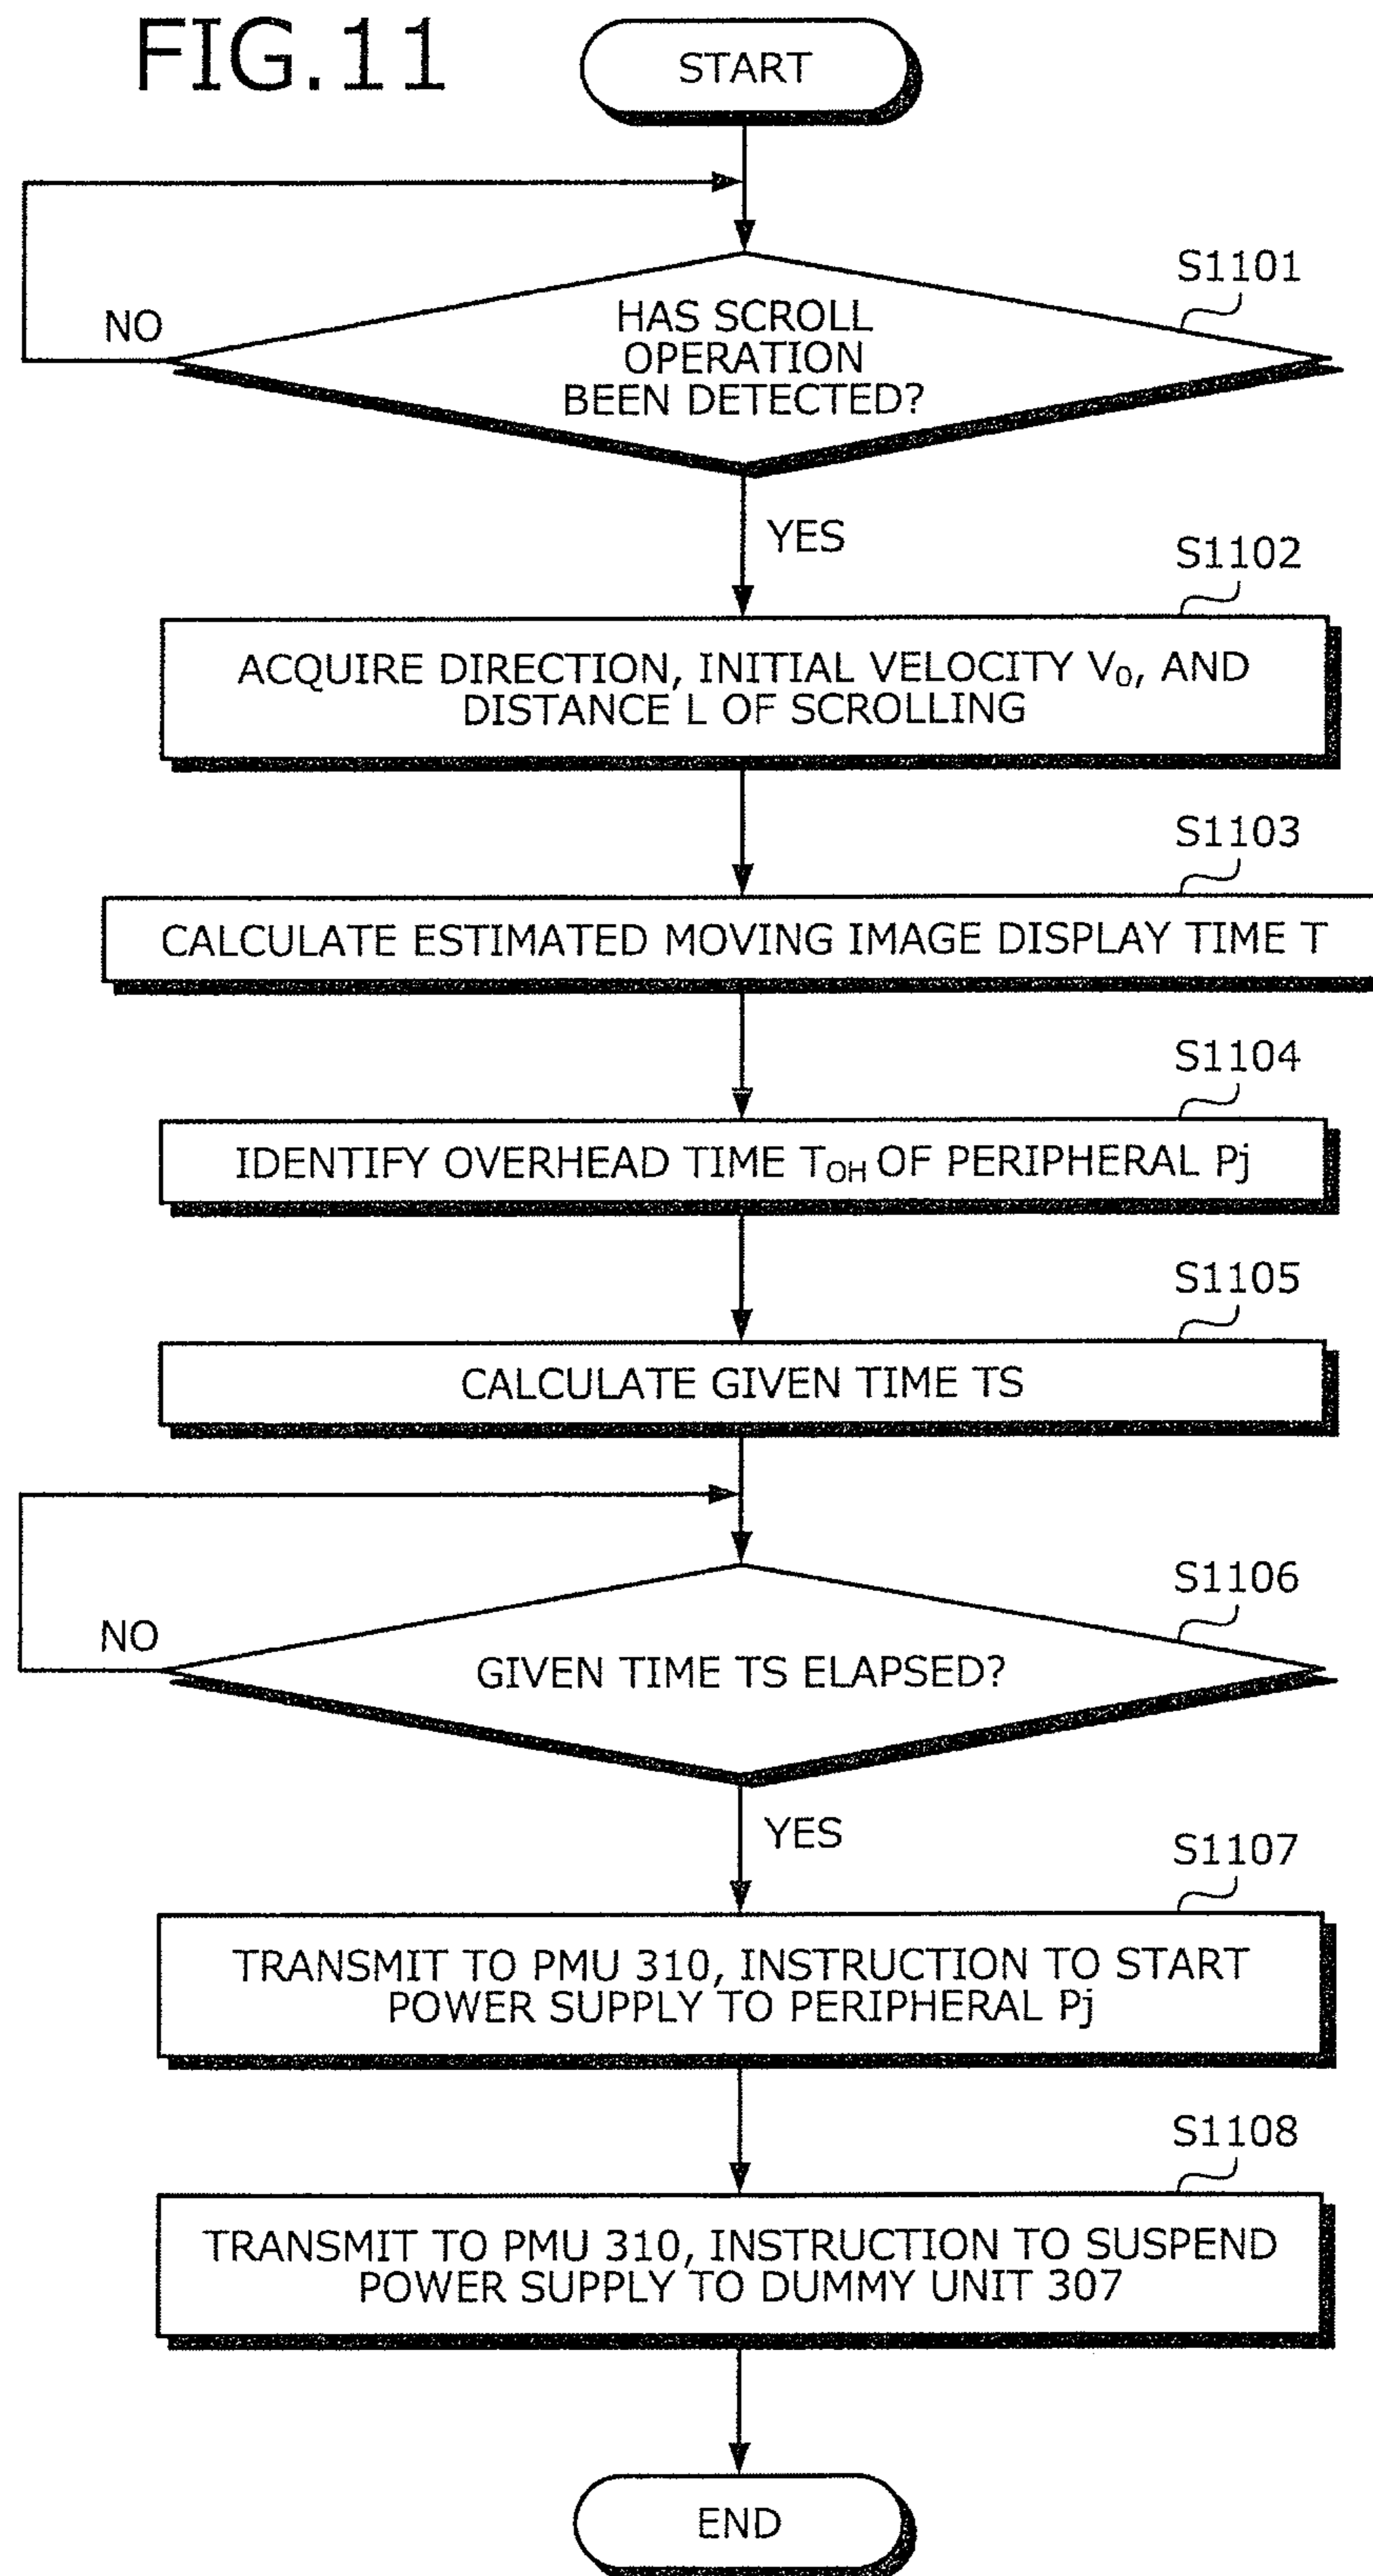 FIG.11
START
S1101
HAS SCROLL
OPERATION
BEEN DETECTED?
NO
YES
S1102
ACQUIRE DIRECTION, INITIAL VELOCITY V₀, AND
DISTANCE L OF SCROLLING
S1103
CALCULATE ESTIMATED MOVING IMAGE DISPLAY TIME T
S1104
IDENTIFY OVERHEAD TIME TOH OF PERIPHERAL Pj
S1105
CALCULATE GIVEN TIME TS
S1106
NO
GIVEN TIME TS ELAPSED?
YES
S1107
TRANSMIT TO PMU 310, INSTRUCTION TO START
POWER SUPPLY TO PERIPHERAL Pj
S1108
TRANSMIT TO PMU 310, INSTRUCTION TO SUSPEND
POWER SUPPLY TO DUMMY UNIT 307
END